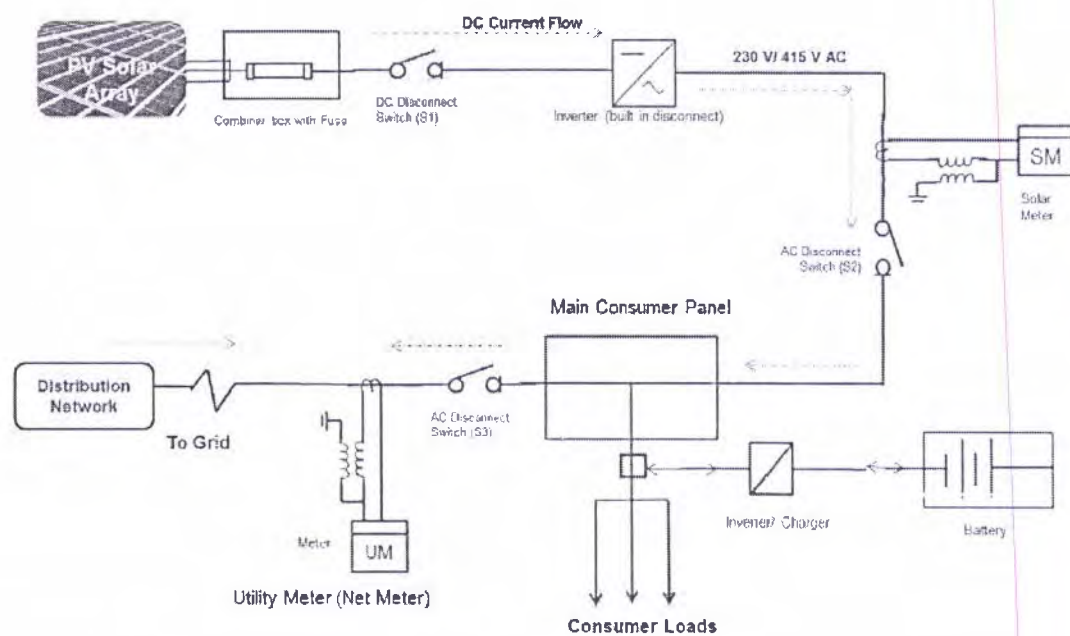 DC Current Flow
PV Solar
Array
230 V/ 415 V AC
Combiner box with Fuse
DC Disconnect
Switch (S1)
Inverter (built in disconnect)
SM
Solar
Meter
AC Disconnect
Switch (S2)
Main Consumer Panel
Distribution
Network
To Grid
AC Disconnect
Switch (S3)
Meter
UM
Utility Meter (Net Meter)
Inverter/ Charger
Battery
Consumer Loads